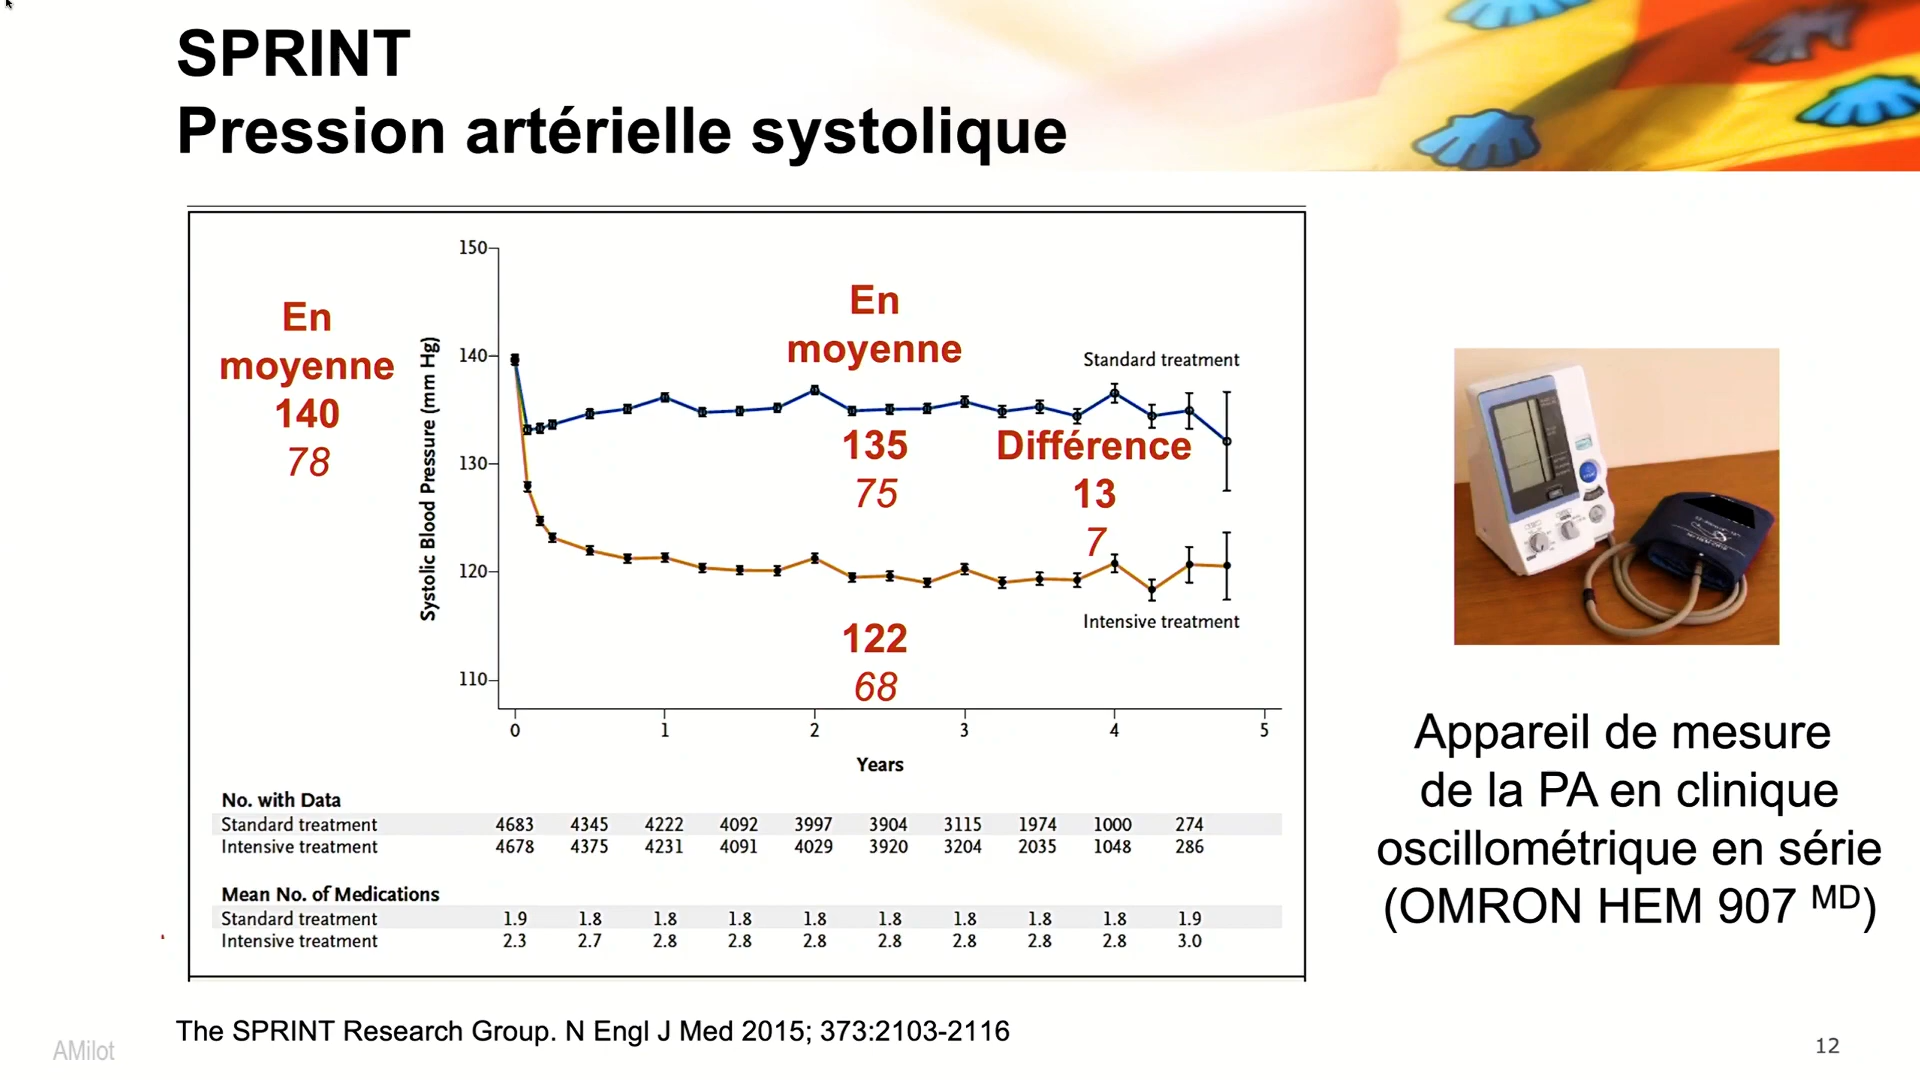 SPRINT
Pression artérielle systolique
En
moyenne
140
78
En
moyenne
135
75
Différence
13
7
122
68
Standard treatment
Intensive treatment
Systolic Blood Pressure (mm Hg)
150
140
130
120
110
0 1 2 3 4 5
Years
No. with Data
Standard treatment 4683 4345 4222 4092 3997 3904 3115 1974 1000 274
Intensive treatment 4678 4375 4231 4091 4029 3920 3204 2035 1048 286
Mean No. of Medications
Standard treatment 1.9 1.8 1.8 1.8 1.8 1.8 1.8 1.8 1.8 1.9
Intensive treatment 2.3 2.7 2.8 2.8 2.8 2.8 2.8 2.8 2.8 3.0
Appareil de mesure
de la PA en clinique
oscillométrique en série
(OMRON HEM 907 MD)
The SPRINT Research Group. N Engl J Med 2015; 373:2103-2116
AMilot
12